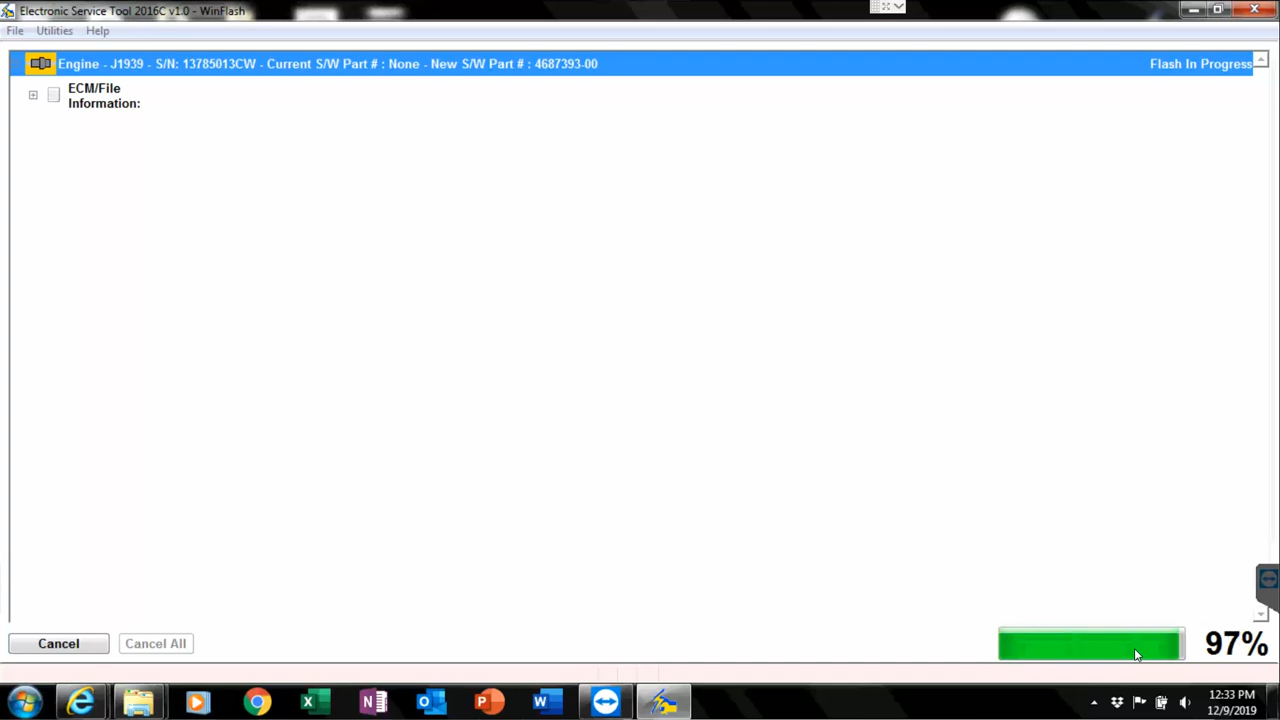 Electronic Service Tool 2016C v1.0 - WinFlash
File Utilities Help
Engine - J1939 - S/N: 13785013CW - Current S/W Part # : None - New S/W Part # : 4687393-00 Flash In Progress
ECM/File
Information:
Cancel Cancel All 97%
12:33 PM
12/9/2019